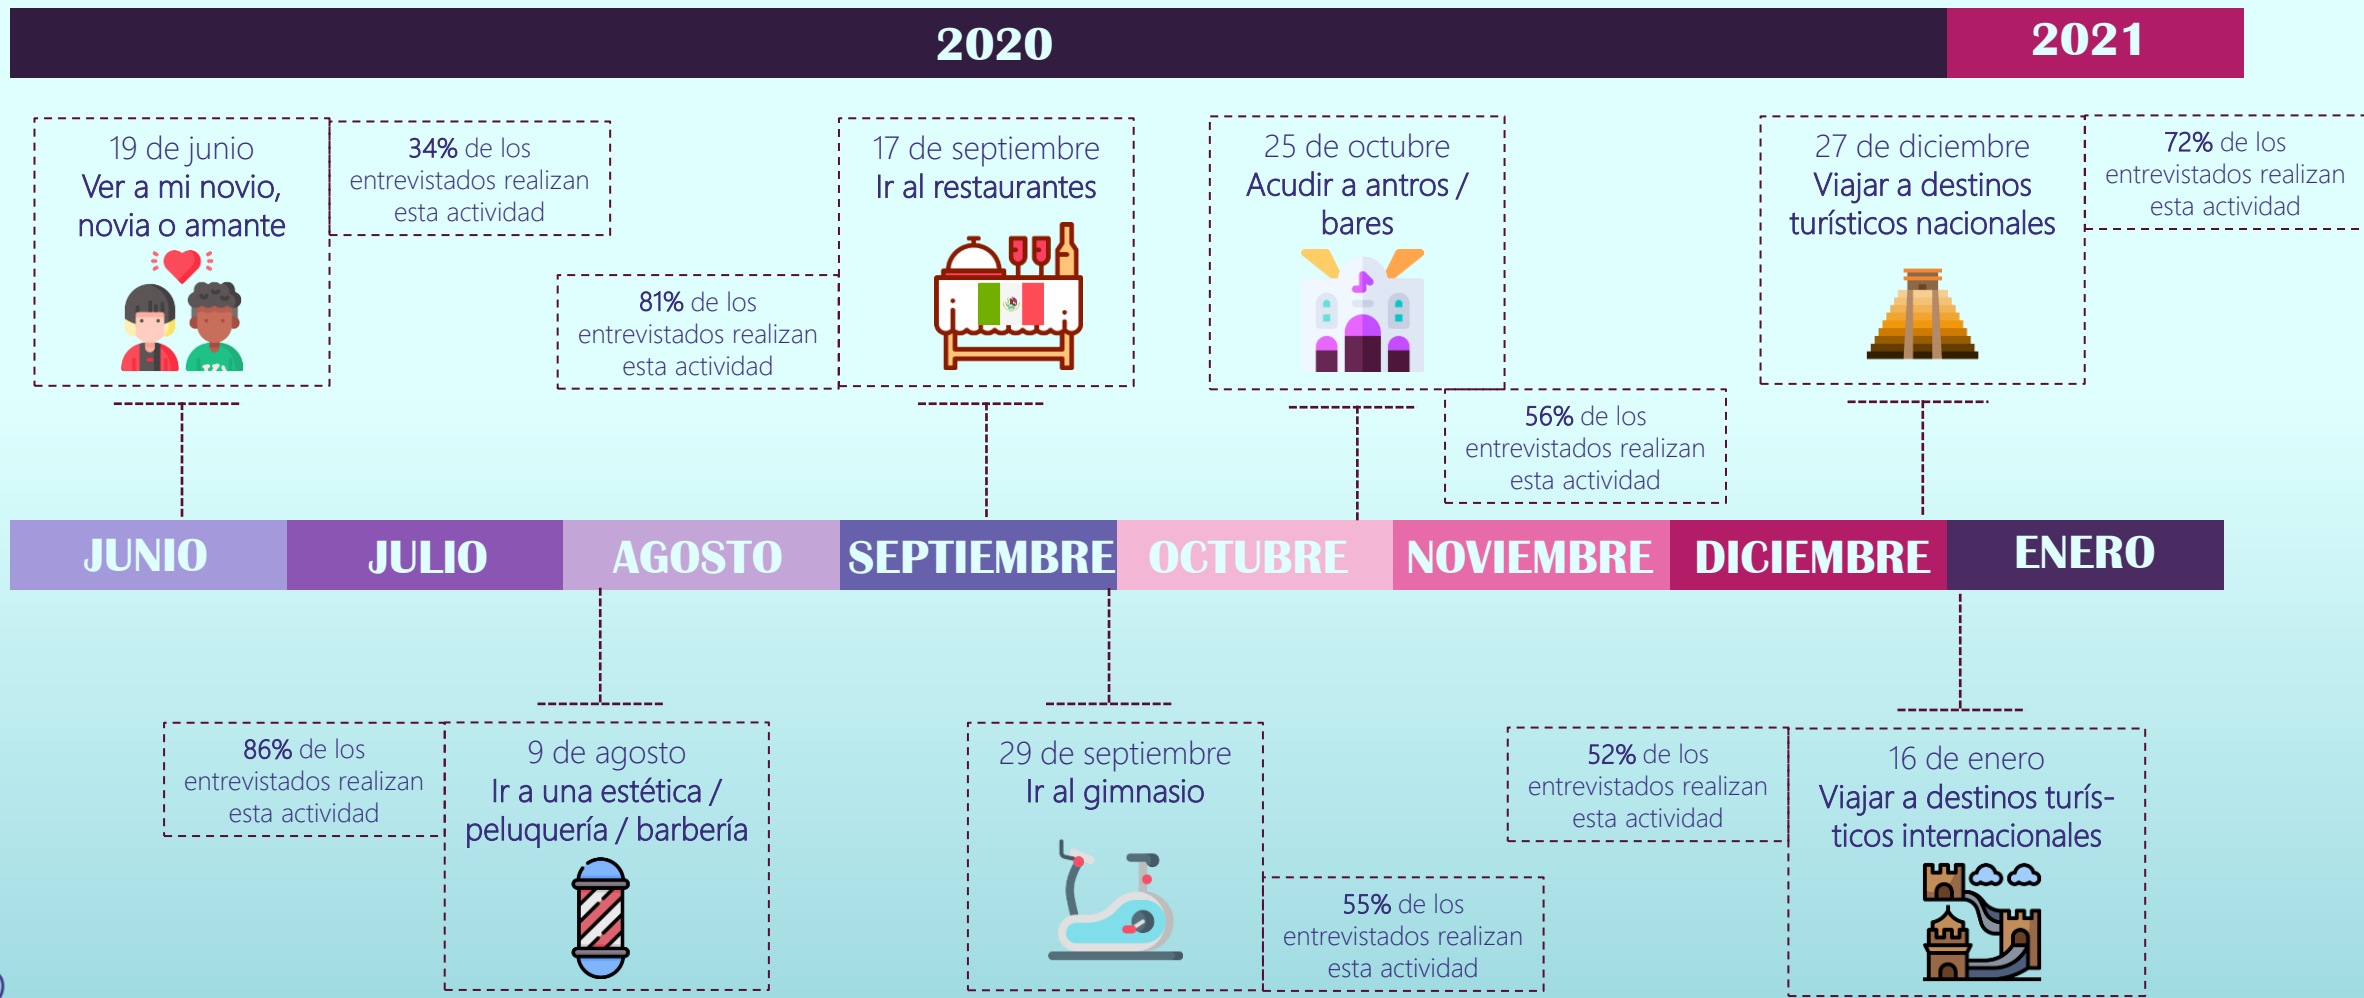 2020
2021
19 de junio
Ver a mi novio,
novia o amante
34% de los
entrevistados realizan
esta actividad
81% de los
entrevistados realizan
esta actividad
17 de septiembre
Ir al restaurantes
25 de octubre
Acudir a antros /
bares
56% de los
entrevistados realizan
esta actividad
27 de diciembre
Viajar a destinos
turísticos nacionales
72% de los
entrevistados realizan
esta actividad
JUNIO
JULIO
AGOSTO
SEPTIEMBRE
OCTUBRE
NOVIEMBRE
DICIEMBRE
ENERO
86% de los
entrevistados realizan
esta actividad
9 de agosto
Ir a una estética /
peluquería / barbería
29 de septiembre
Ir al gimnasio
55% de los
entrevistados realizan
esta actividad
52% de los
entrevistados realizan
esta actividad
16 de enero
Viajar a destinos turís-
ticos internacionales